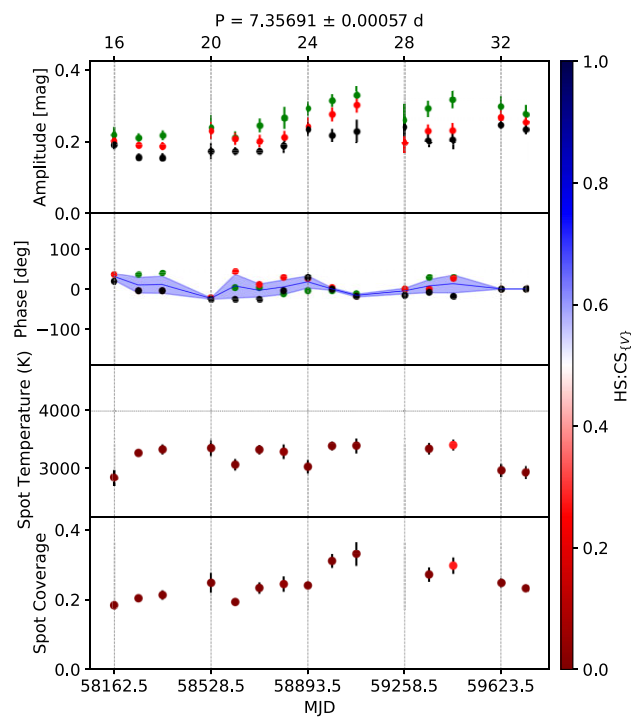 P = 7.35691 ± 0.00057 d
16 20 24 28 32
Amplitude [mag]
0.4
0.2
0.0
Phase [deg]
100
0
−100
Spot Temperature (K)
4000
3000
Spot Coverage
0.4
0.2
0.0
58162.5 58528.5 58893.5 59258.5 59623.5
MJD
1.0
0.8
0.6
0.4
0.2
0.0
HS:CS{V}